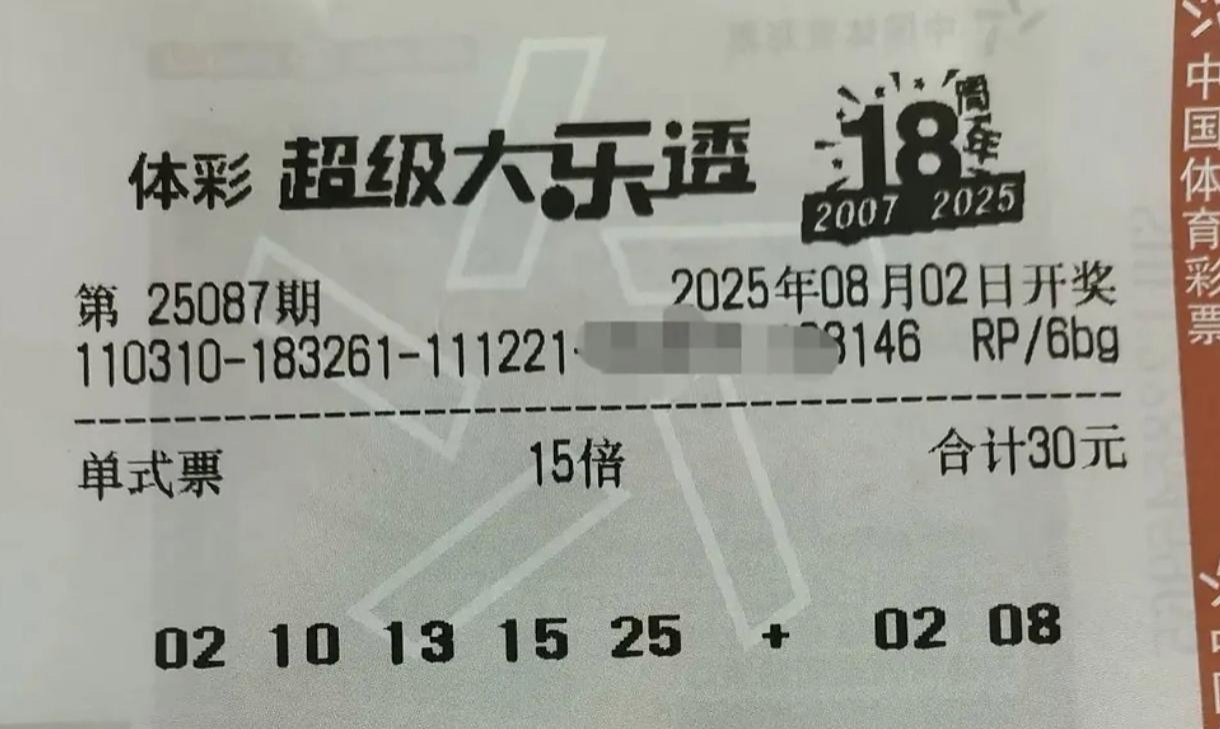 体彩 超级大乐透 18周年
2007 2025
第 25087期 2025年08月02日开奖
110310-183261-111221- 3146 RP/6bg
单式票 15倍 合计30元
02 10 13 15 25 + 02 08
中国体育彩票